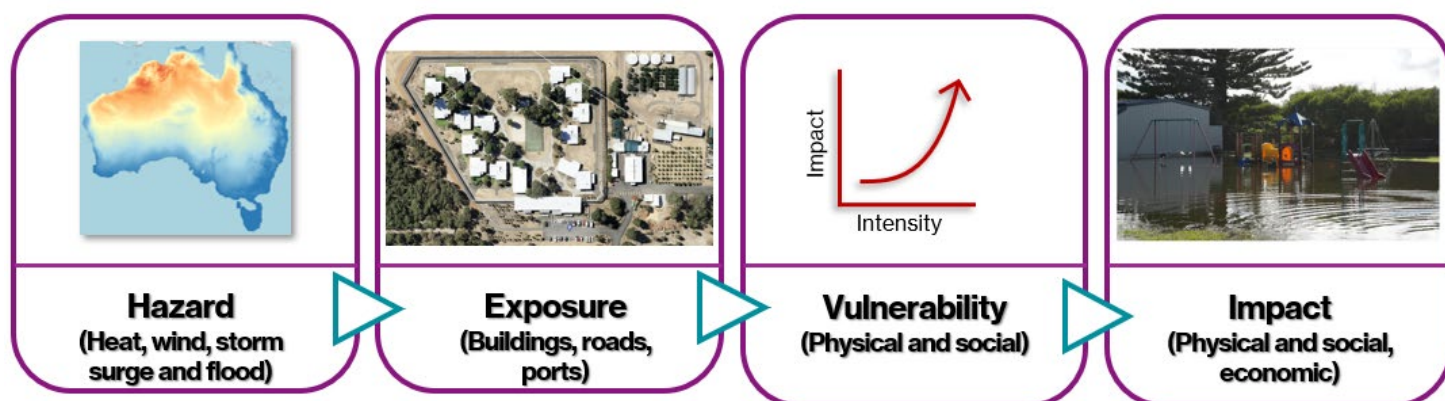 Hazard
(Heat, wind, storm
surge and flood)
Exposure
(Buildings, roads,
ports)
Impact
Intensity
Vulnerability
(Physical and social)
Impact
(Physical and social,
economic)